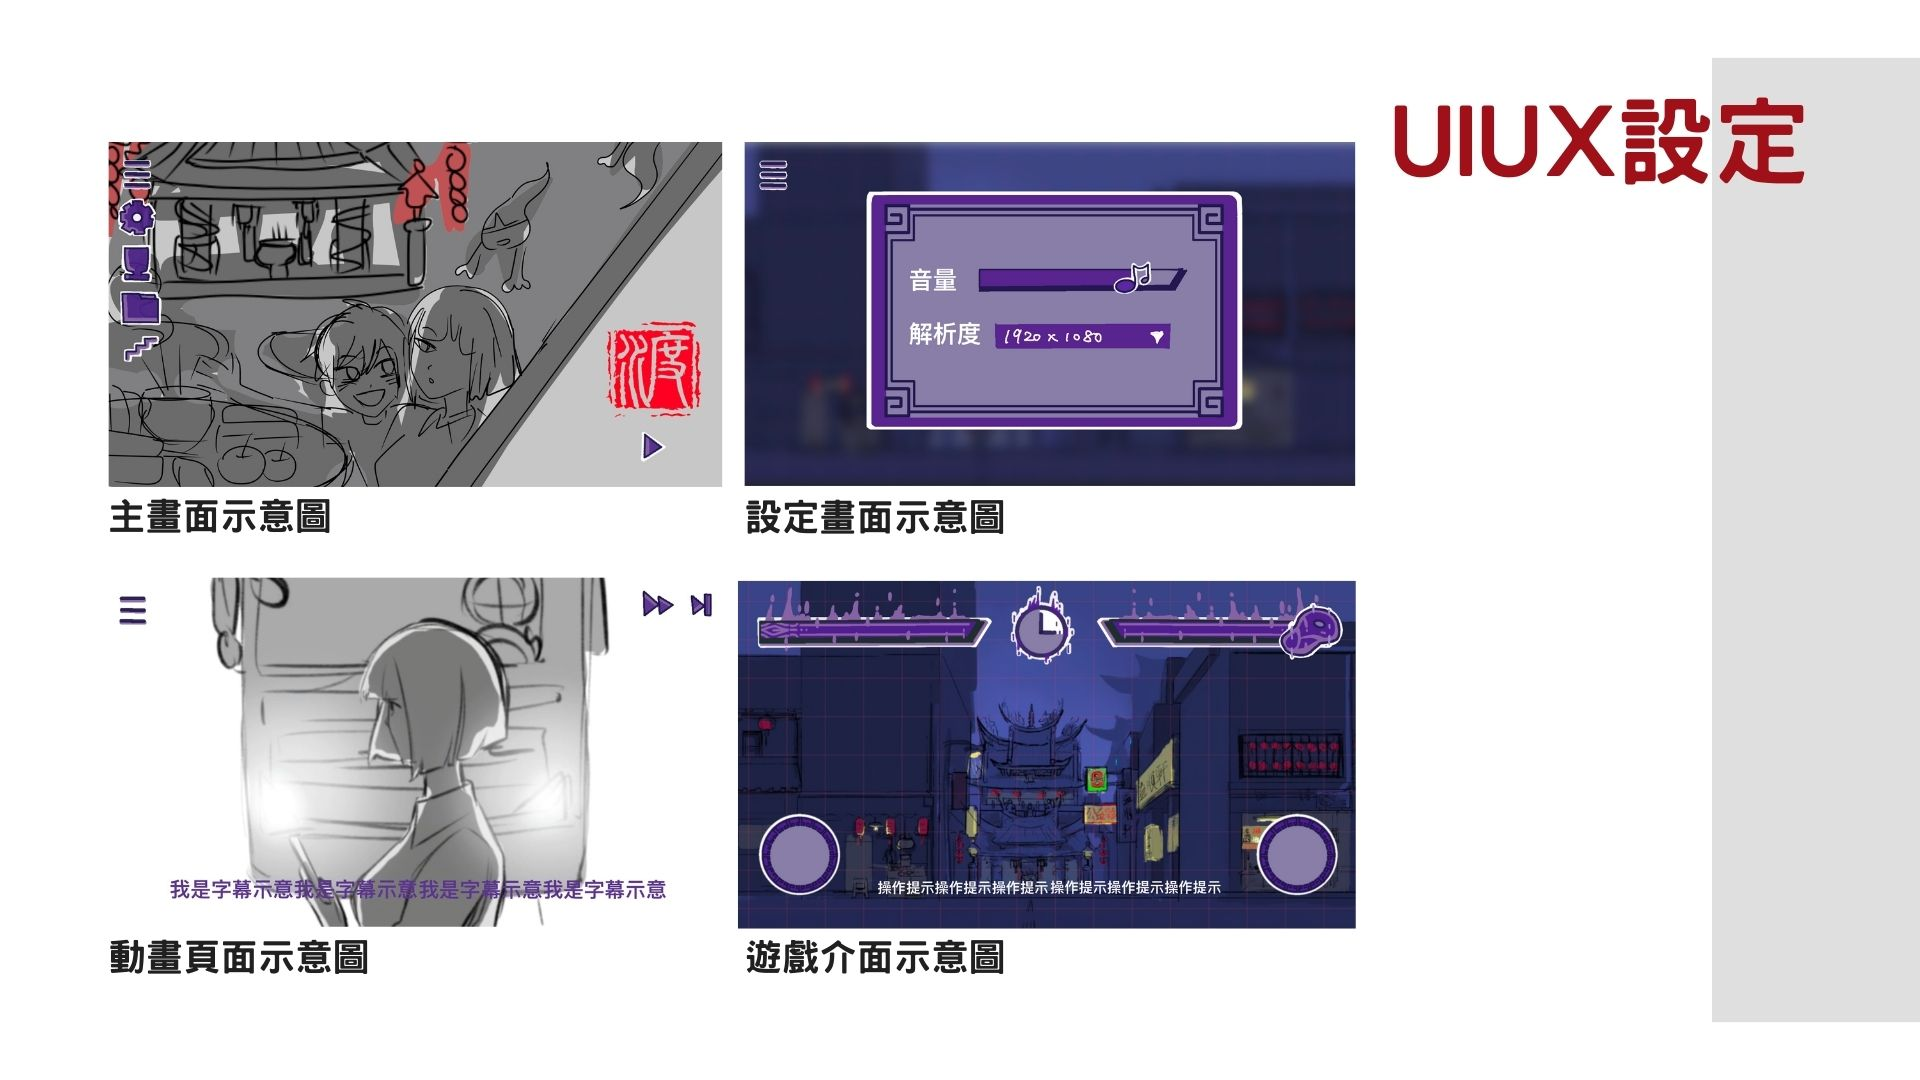 UIUX設定
渡
主畫面示意圖
音量
解析度 1920 x 1080
設定畫面示意圖
我是字幕示意我是字幕示意我是字幕示意我是字幕示意
動畫頁面示意圖
操作提示操作提示操作提示操作提示操作提示操作提示
遊戲介面示意圖